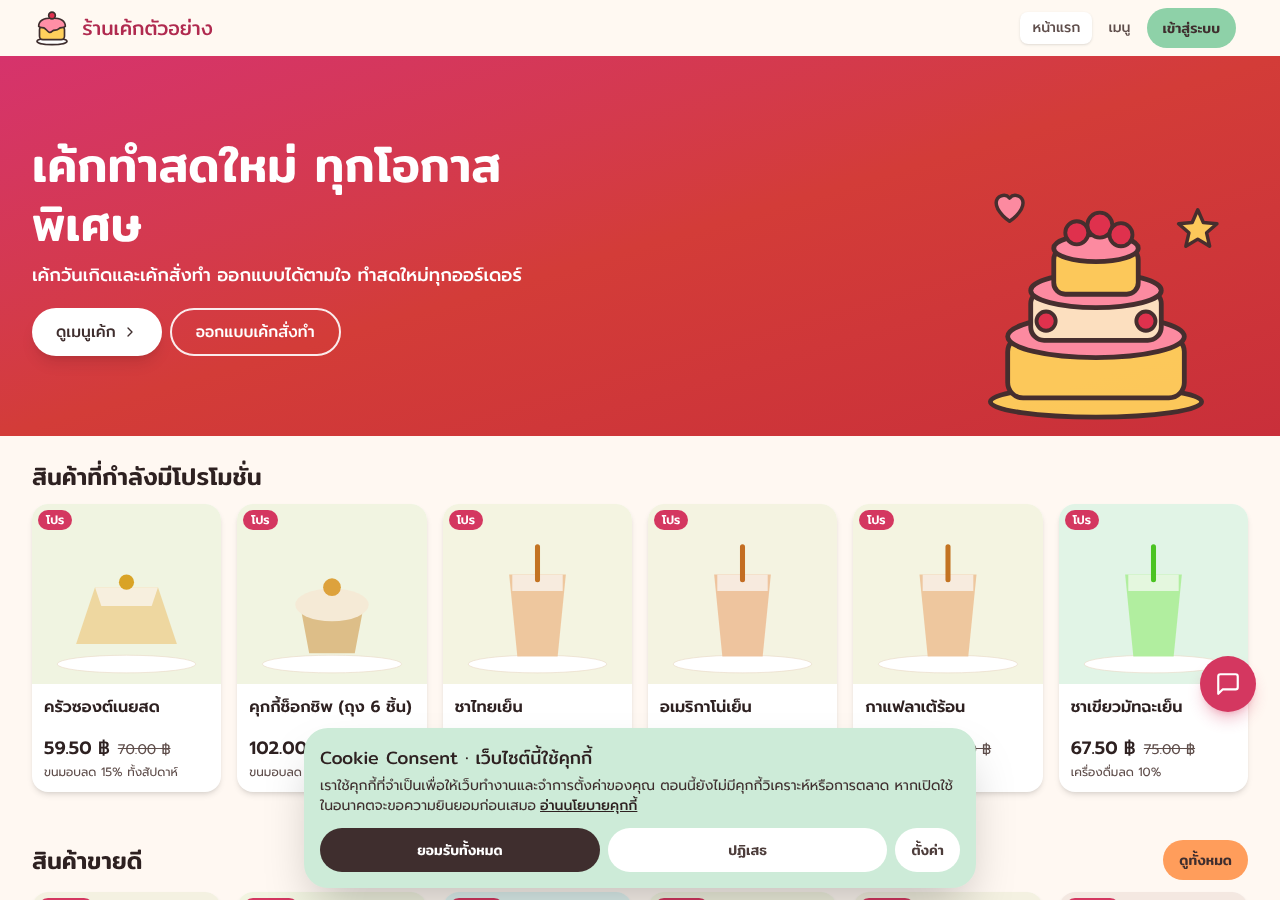 ร้านเค้กตัวอย่าง
หน้าแรก
เมนู
เข้าสู่ระบบ
เค้กทำสดใหม่ ทุกโอกาส
พิเศษ
เค้กวันเกิดและเค้กสั่งทำ ออกแบบได้ตามใจ ทำสดใหม่ทุกออร์เดอร์
ดูเมนูเค้ก
ออกแบบเค้กสั่งทำ
สินค้าที่กำลังมีโปรโมชั่น
โปร
โปร
โปร
โปร
โปร
โปร
ครัวซองต์เนยสด
คุกกี้ช็อกชิพ (ถุง 6 ชิ้น)
ชาไทยเย็น
อเมริกาโน่เย็น
กาแฟลาเต้ร้อน
ชาเขียวมัทฉะเย็น
59.50 ฿ 70.00 ฿
102.00
฿
67.50 ฿ 75.00 ฿
ขนมอบลด 15% ทั้งสัปดาห์
ขนมอบลด
เครื่องดื่มลด 10%
Cookie Consent · เว็บไซต์นี้ใช้คุกกี้
เราใช้คุกกี้ที่จำเป็นเพื่อให้เว็บทำงานและจำการตั้งค่าของคุณ ตอนนี้ยังไม่มีคุกกี้วิเคราะห์หรือการตลาด หากเปิดใช้
ในอนาคตจะขอความยินยอมก่อนเสมอ อ่านนโยบายคุกกี้
ยอมรับทั้งหมด
ปฏิเสธ
ตั้งค่า
สินค้าขายดี
ดูทั้งหมด